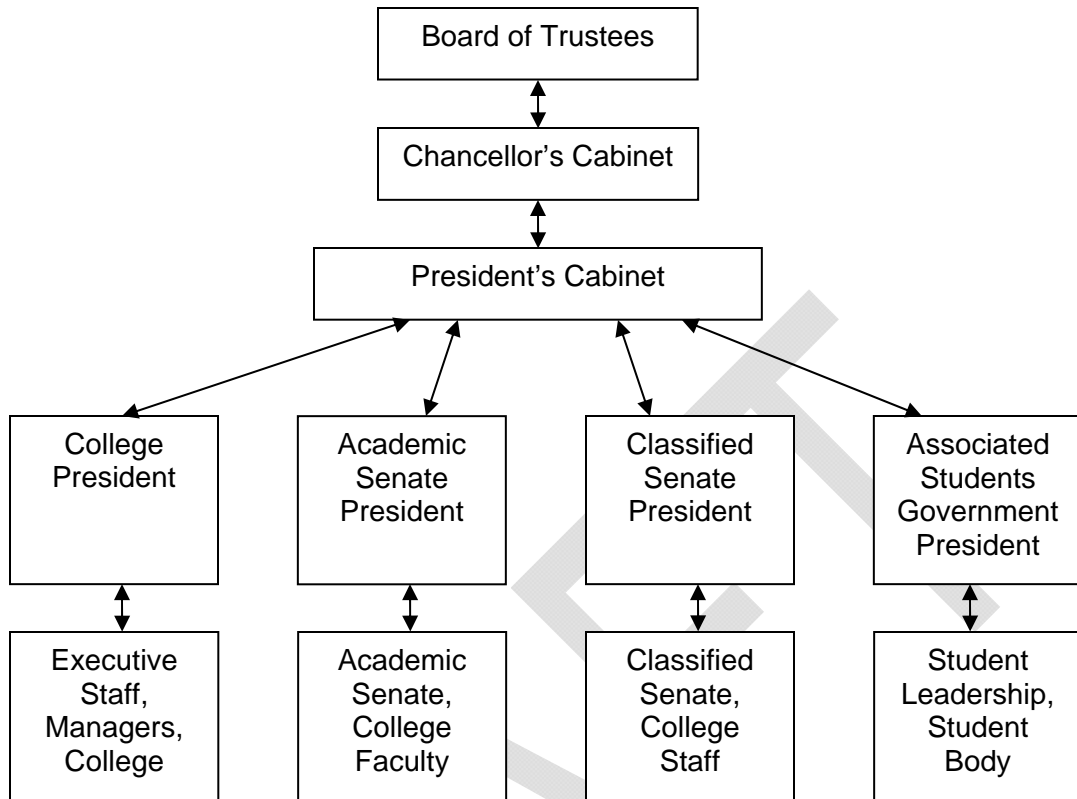 Board of Trustees
Chancellor’s Cabinet
President’s Cabinet
College
President
Academic
Senate
President
Classified
Senate
President
Associated
Students
Government
President
Executive
Staff,
Managers,
College
Academic
Senate,
College
Faculty
Classified
Senate,
College
Staff
Student
Leadership,
Student
Body